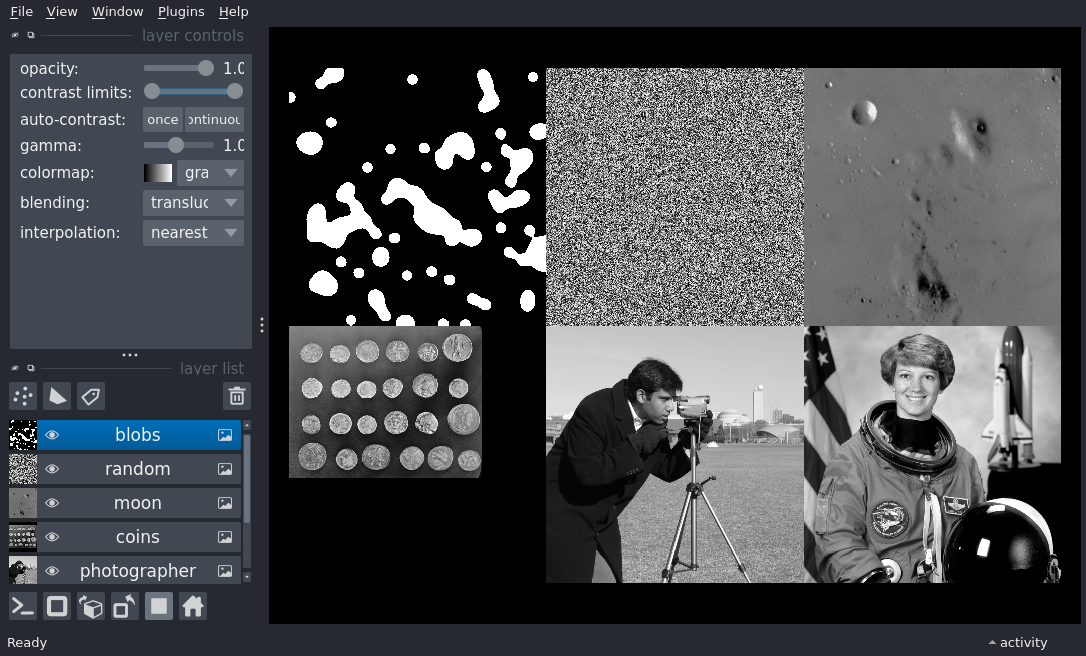 File View Window Plugins Help
layer controls
opacity: 1.0
contrast limits:
auto-contrast: once ontinuou
gamma: 1.0
colormap: gra
blending: transluc
interpolation: nearest
layer list
blobs
random
moon
coins
photographer
Ready activity